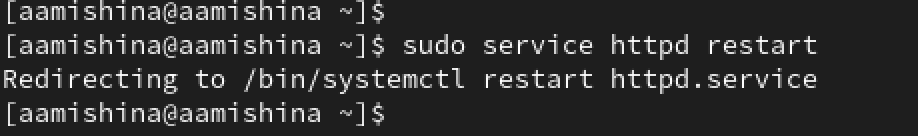 [aamishina@aamishina ~]$
[aamishina@aamishina ~]$ sudo service httpd restart
Redirecting to /bin/systemctl restart httpd.service
[aamishina@aamishina ~]$